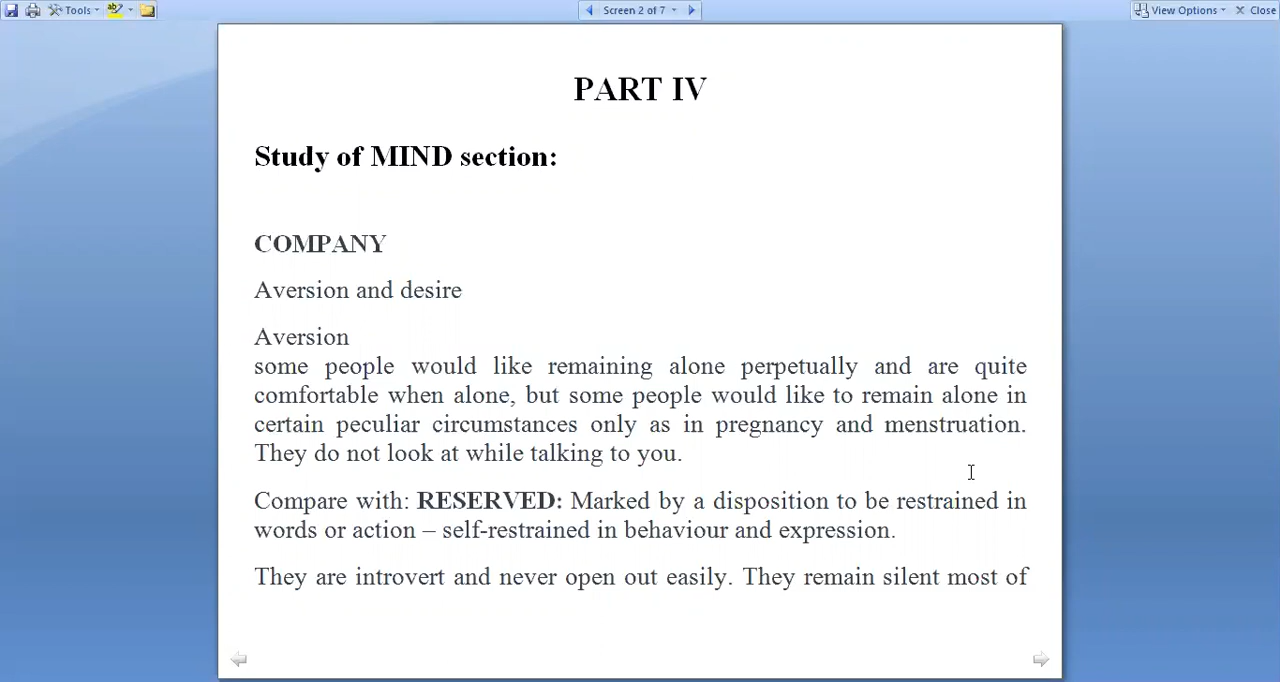 Tools
Screen 2 of 7
View Options
Close
PART IV
Study of MIND section:
COMPANY
Aversion and desire
Aversion
some people would like remaining alone perpetually and are quite
comfortable when alone, but some people would like to remain alone in
certain peculiar circumstances only as in pregnancy and menstruation.
They do not look at while talking to you.
Compare with: RESERVED: Marked by a disposition to be restrained in
words or action – self-restrained in behaviour and expression.
They are introvert and never open out easily. They remain silent most of